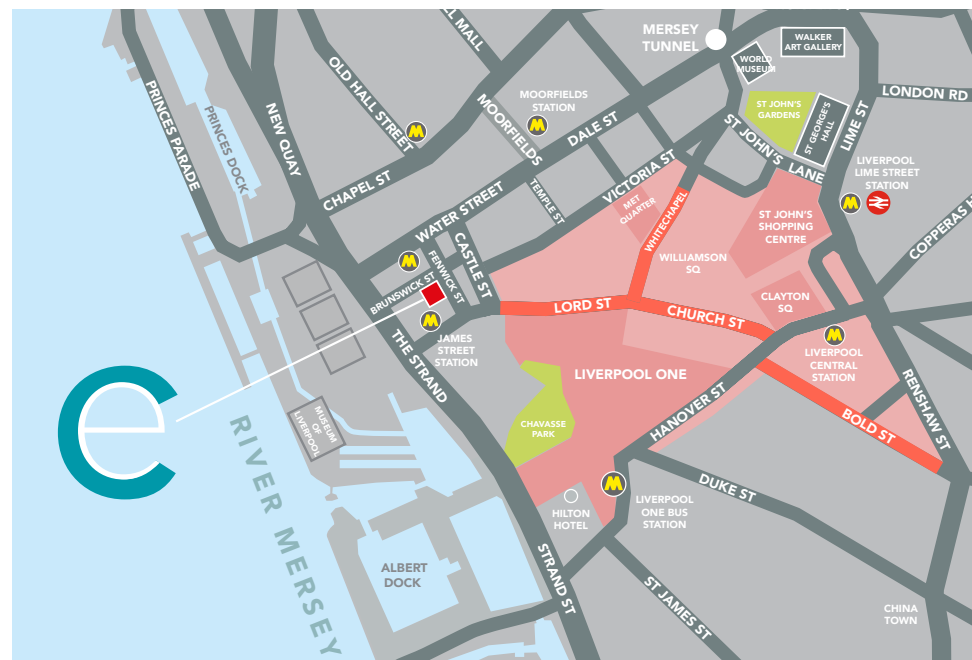 LL MALL
MERSEY
TUNNEL
WALKER
ART GALLERY
WORLD
MUSEUM
OLD HALL STREET
PRINCES PARADE
PRINCES DOCK
NEW QUAY
MOORFIELDS
STATION
MOORFIELDS
DALE ST
ST JOHN'S
GARDENS
ST GEORGE'S
HALL
LIME ST
LONDON RD
ST JOHN'S LANE
LIVERPOOL
LIME STREET
STATION
CHAPEL ST
VICTORIA ST
TEMPLE ST
WATER STREET
MET
QUARTER
WHITECHAPEL
ST JOHN'S
SHOPPING
CENTRE
COPPERAS H
CASTLE ST
FENWICK ST
BRUNSWICK ST
WILLIAMSON
SQ
CLAYTON
SQ
LORD ST
CHURCH ST
JAMES
STREET
STATION
THE STRAND
LIVERPOOL
CENTRAL
STATION
LIVERPOOL ONE
RENSHAW ST
HANOVER ST
BOLD ST
e
MUSEUM
OF
LIVERPOOL
CHAVASSE
PARK
RIVER MERSEY
DUKE ST
HILTON
HOTEL
LIVERPOOL
ONE BUS
STATION
ALBERT
DOCK
STRAND ST
ST JAMES ST
CHINA
TOWN